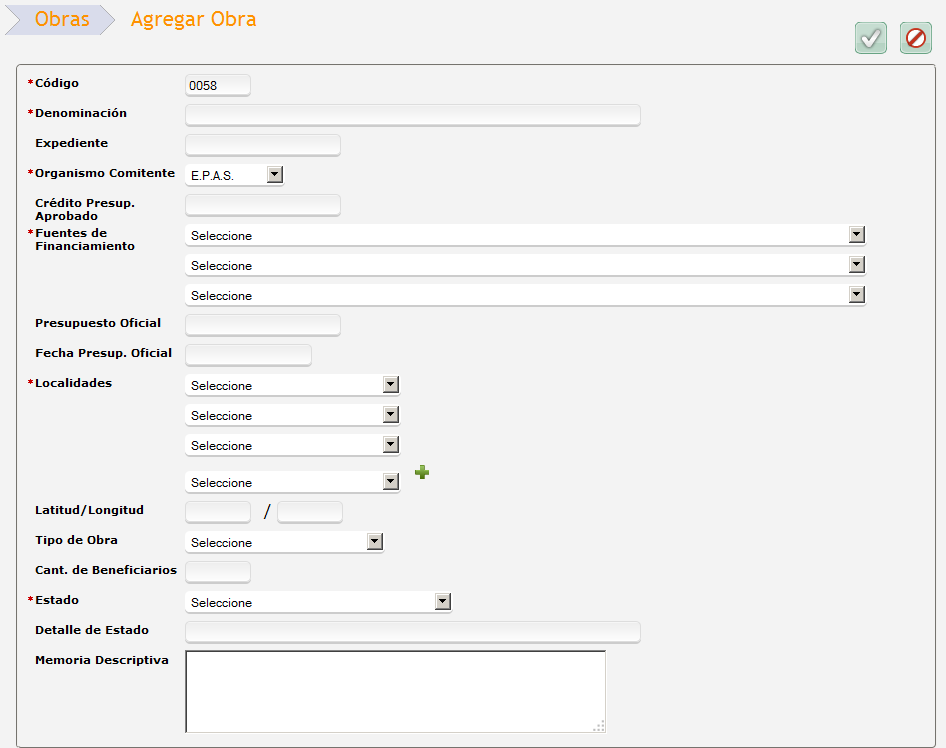 Obras Agregar Obra
*Código 0058
*Denominación
Expediente
*Organismo Comitente E.P.A.S.
Crédito Presup.
Aprobado
*Fuentes de
Financiamiento
Seleccione
Seleccione
Seleccione
Presupuesto Oficial
Fecha Presup. Oficial
*Localidades Seleccione
Seleccione
Seleccione
Seleccione
Latitud/Longitud /
Tipo de Obra Seleccione
Cant. de Beneficiarios
*Estado Seleccione
Detalle de Estado
Memoria Descriptiva